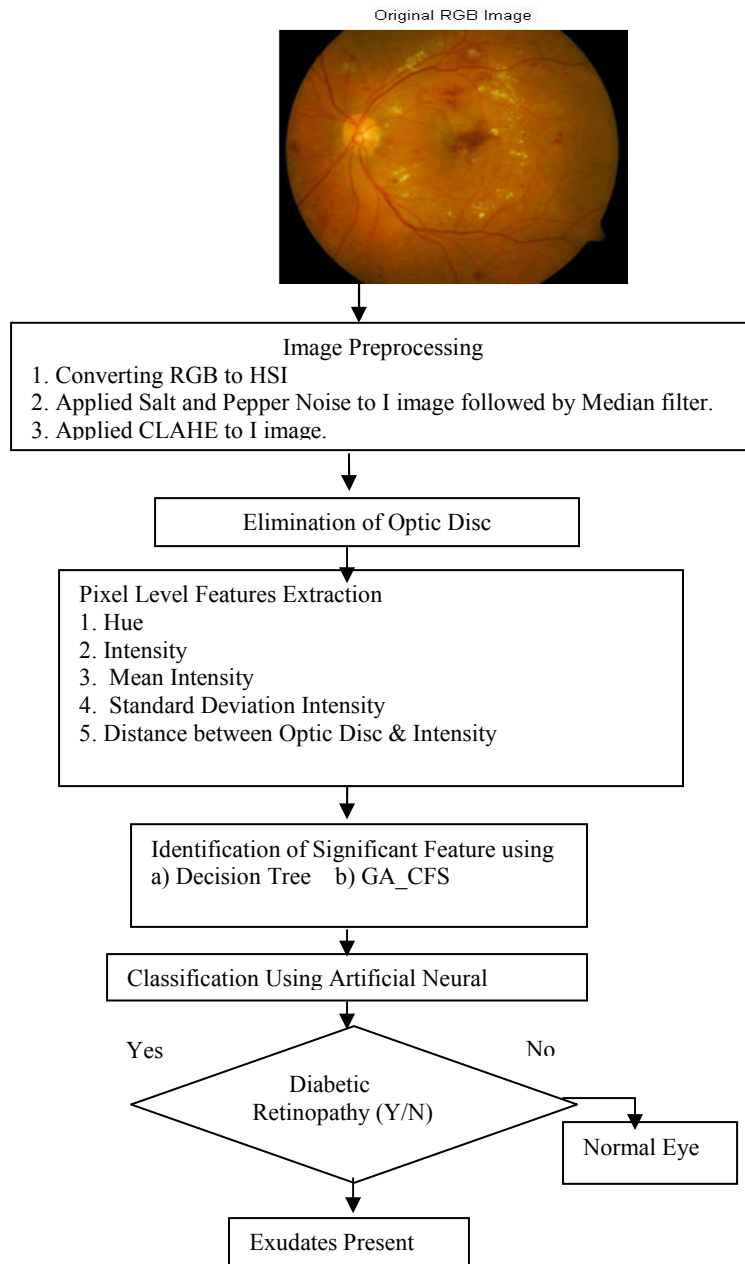 Original RGB Image
Image Preprocessing
1. Converting RGB to HSI
2. Applied Salt and Pepper Noise to I image followed by Median filter.
3. Applied CLAHE to I image.
Elimination of Optic Disc
Pixel Level Features Extraction
1. Hue
2. Intensity
3. Mean Intensity
4. Standard Deviation Intensity
5. Distance between Optic Disc & Intensity
Identification of Significant Feature using
a) Decision Tree b) GA_CFS
Classification Using Artificial Neural
Yes
No
Diabetic
Retinopathy (Y/N)
Normal Eye
Exudates Present